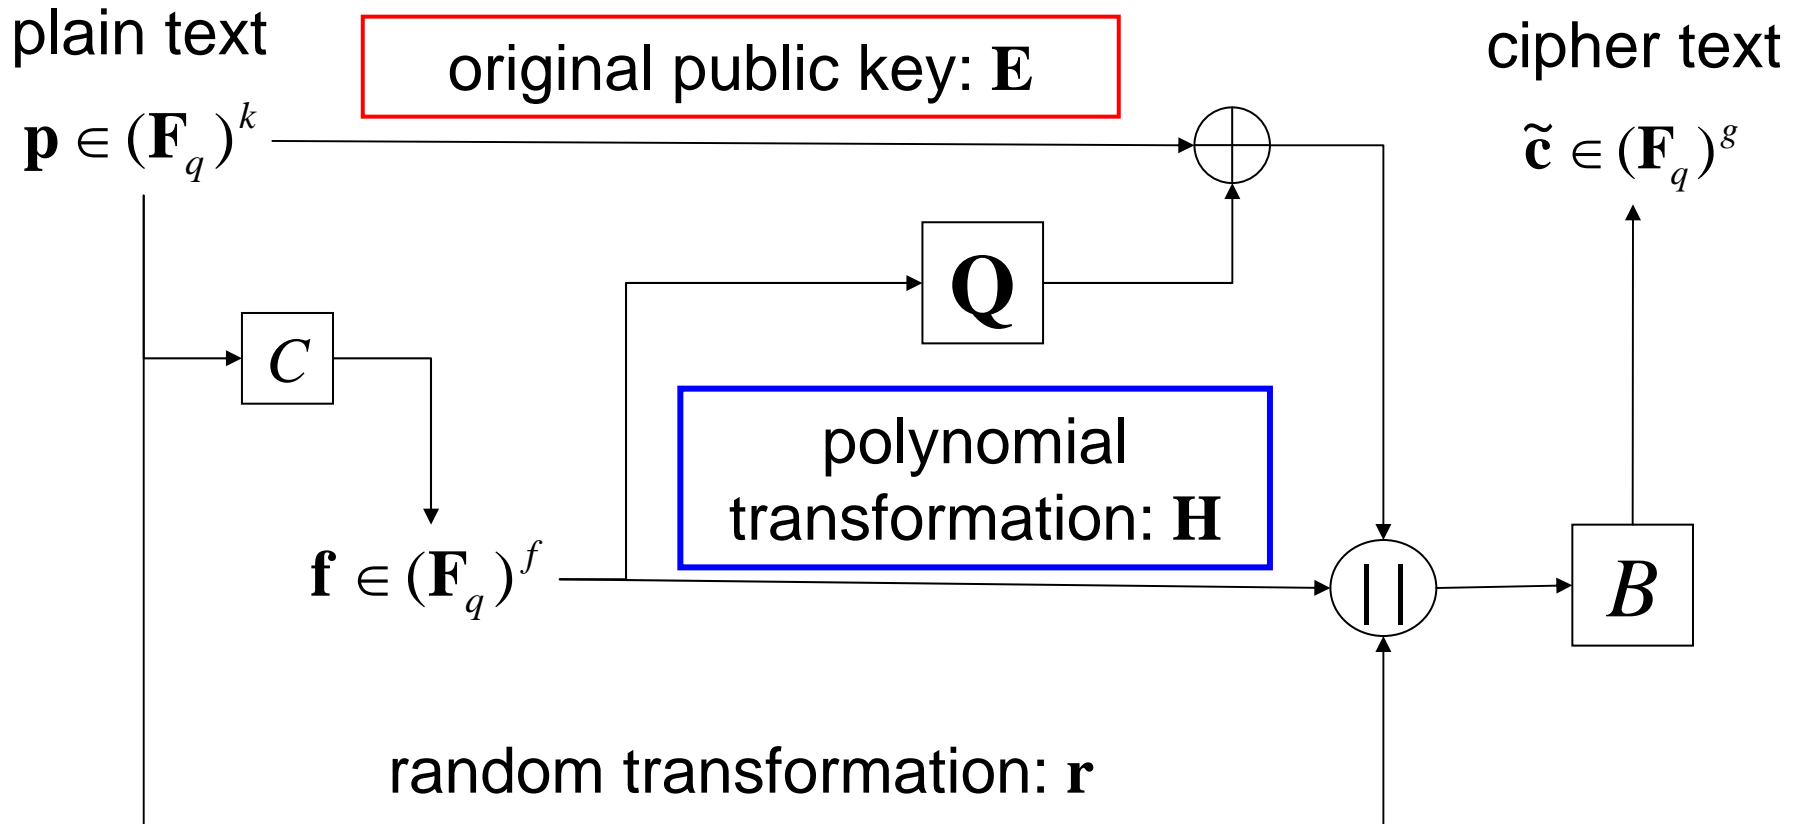 plain text
original public key: E
cipher text
p ∈ (F_q)^k
c̃ ∈ (F_q)^g
Q
C
polynomial
transformation: H
f ∈ (F_q)^f
||
B
random transformation: r